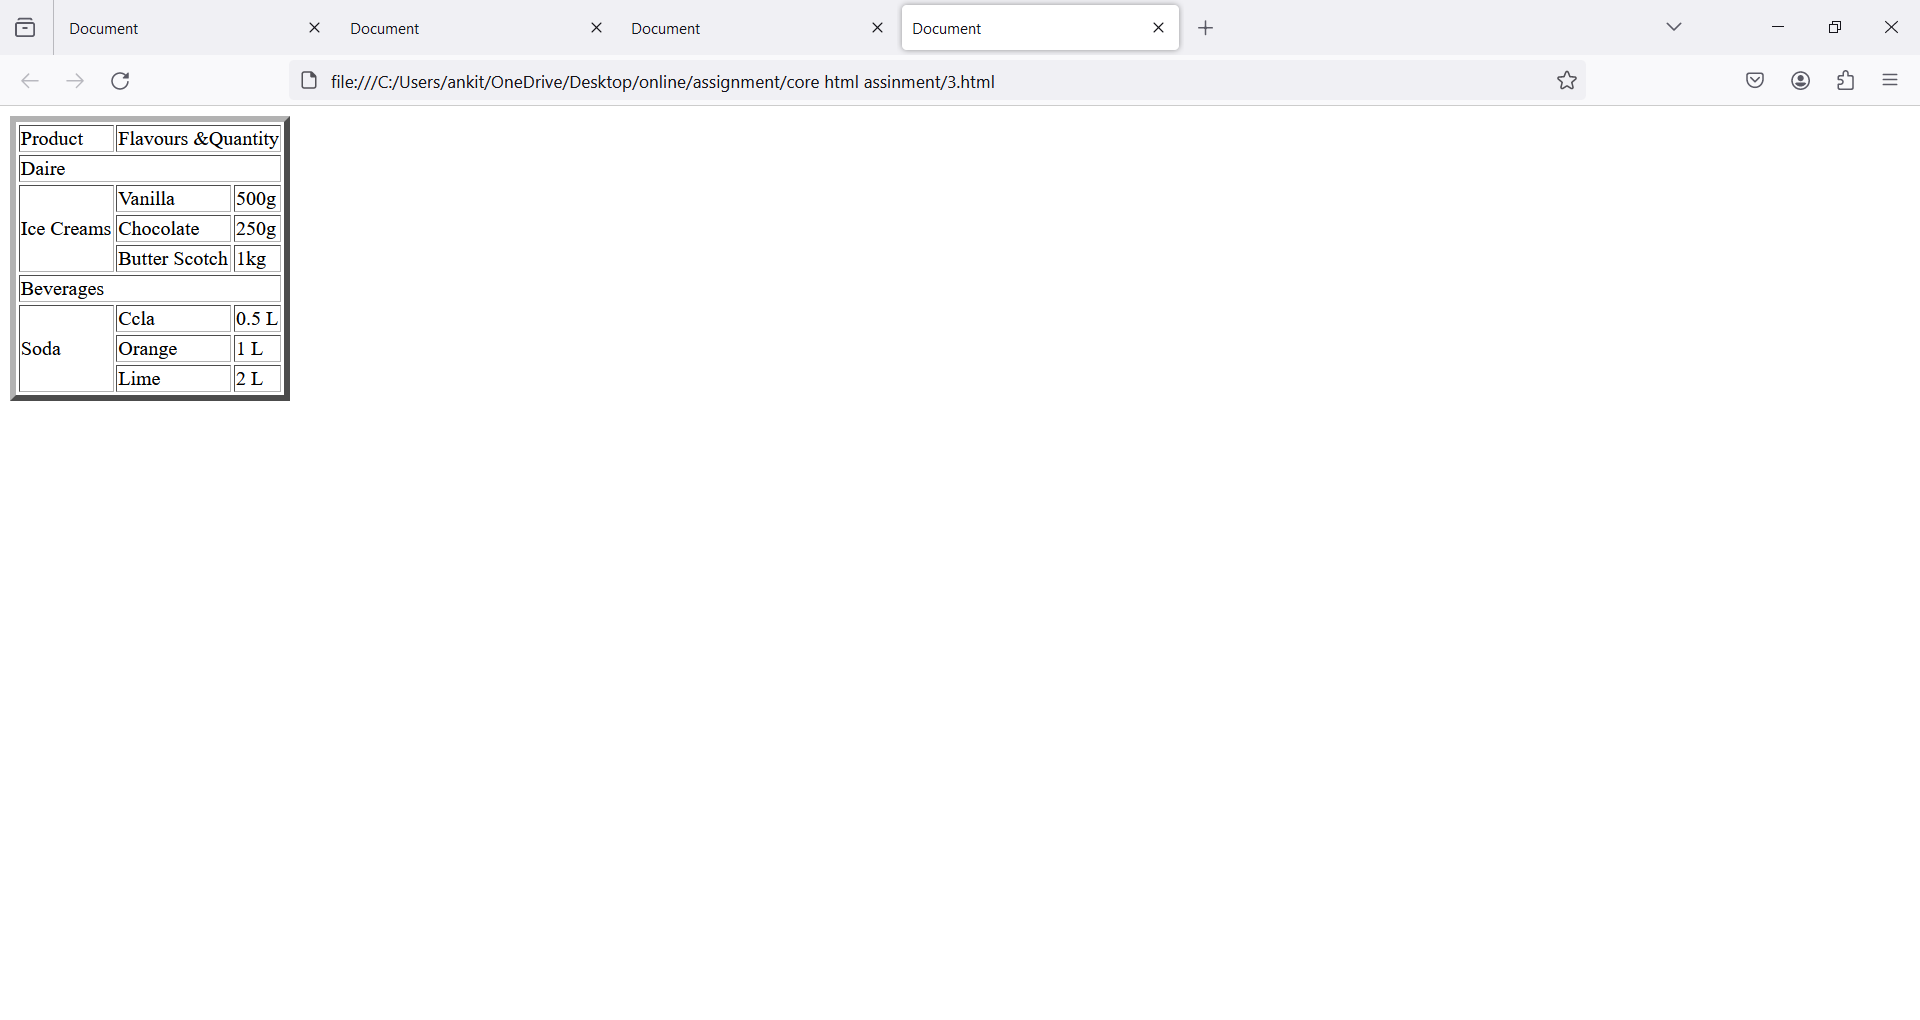 Document Document Document Document
file:///C:/Users/ankit/OneDrive/Desktop/online/assignment/core html assinment/3.html
Product Flavours &Quantity
Daire
Vanilla 500g
Ice Creams Chocolate 250g
Butter Scotch 1kg
Beverages
Ccla 0.5 L
Soda Orange 1 L
Lime 2 L